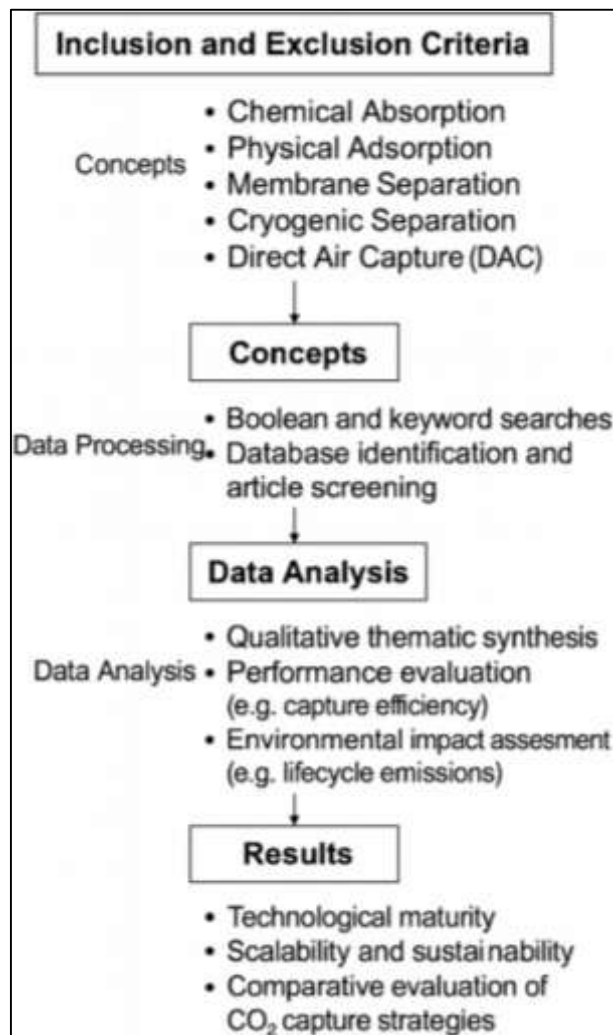 Inclusion and Exclusion Criteria
Concepts
• Chemical Absorption
• Physical Adsorption
• Membrane Separation
• Cryogenic Separation
• Direct Air Capture (DAC)
Concepts
Data Processing
• Boolean and keyword searches
• Database identification and
article screening
Data Analysis
Data Analysis
• Qualitative thematic synthesis
• Performance evaluation
(e.g. capture efficiency)
• Environmental impact assesment
(e.g. lifecycle emissions)
Results
• Technological maturity
• Scalability and sustainability
• Comparative evaluation of
CO₂ capture strategies